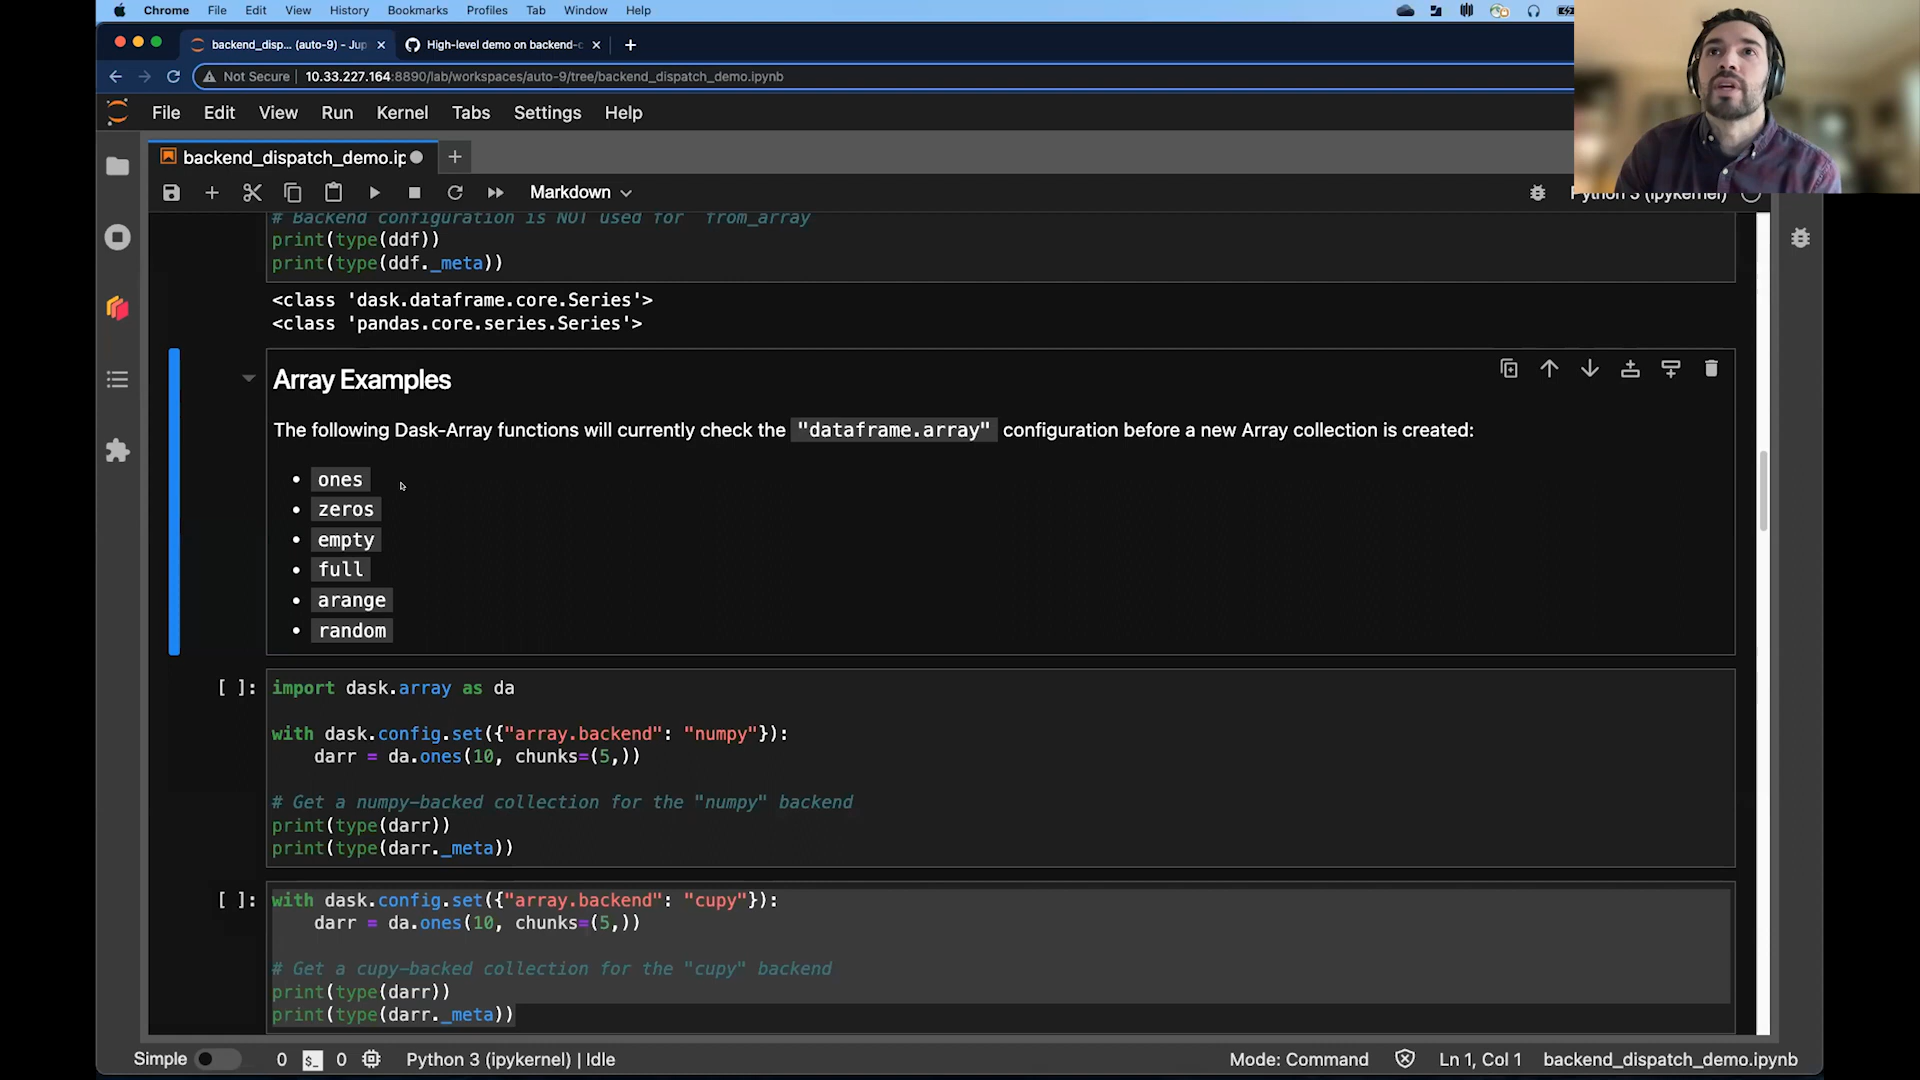 Chrome File Edit View History Bookmarks Profiles Tab Window Help
backend_disp... (auto-9) - Jup
High-level demo on backend-c
Not Secure | 10.33.227.164:8890/lab/workspaces/auto-9/tree/backend_dispatch_demo.ipynb
File Edit View Run Kernel Tabs Settings Help
backend_dispatch_demo.ip
Markdown
Python 3 (ipykernel)
# Backend configuration is NOT used for from_array
print(type(ddf))
print(type(ddf._meta))
<class 'dask.dataframe.core.Series'>
<class 'pandas.core.series.Series'>
Array Examples
The following Dask-Array functions will currently check the "dataframe.array" configuration before a new Array collection is created:
• ones
• zeros
• empty
• full
• arange
• random
[ ]: import dask.array as da
with dask.config.set({"array.backend": "numpy"}):
darr = da.ones(10, chunks=(5,))
# Get a numpy-backed collection for the "numpy" backend
print(type(darr))
print(type(darr._meta))
[ ]: with dask.config.set({"array.backend": "cupy"}):
darr = da.ones(10, chunks=(5,))
# Get a cupy-backed collection for the "cupy" backend
print(type(darr))
print(type(darr._meta))
Simple 0 $_ 0 Python 3 (ipykernel) | Idle Mode: Command Ln 1, Col 1 backend_dispatch_demo.ipynb